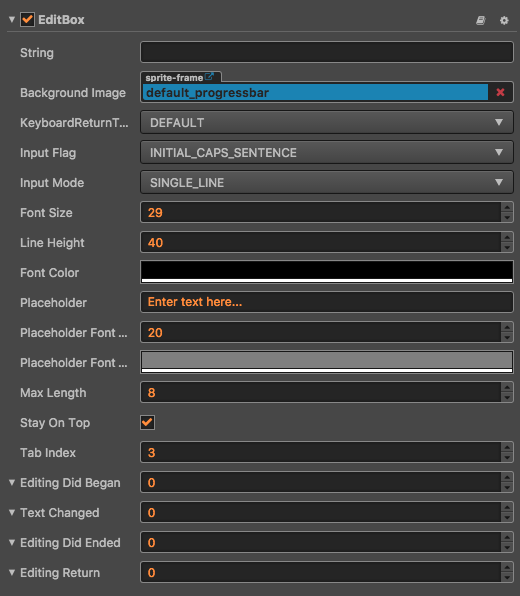 EditBox
String
sprite-frame
Background Image default_progressbar
KeyboardReturnT... DEFAULT
Input Flag INITIAL_CAPS_SENTENCE
Input Mode SINGLE_LINE
Font Size 29
Line Height 40
Font Color
Placeholder Enter text here...
Placeholder Font ... 20
Placeholder Font ...
Max Length 8
Stay On Top
Tab Index 3
Editing Did Began 0
Text Changed 0
Editing Did Ended 0
Editing Return 0